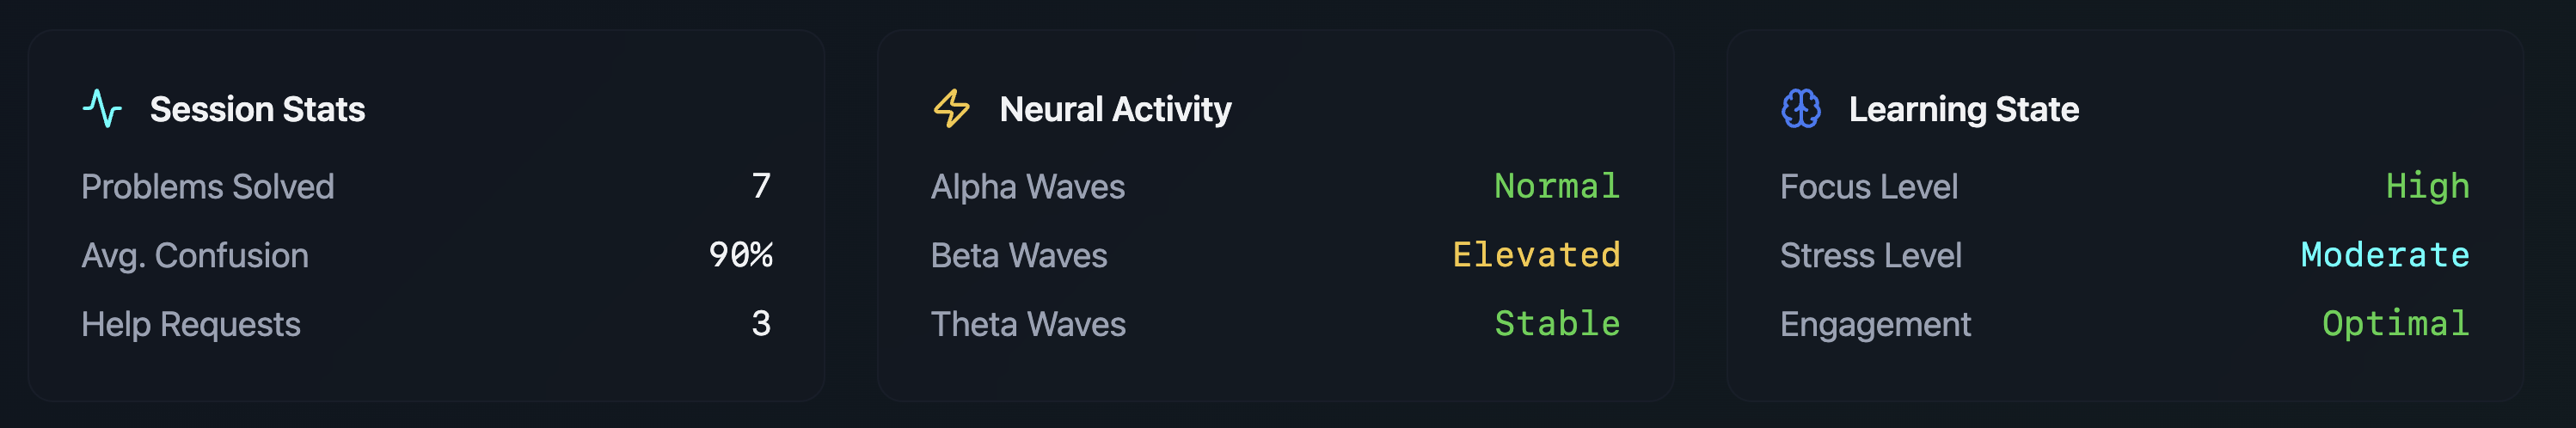 Session Stats
Problems Solved 7
Avg. Confusion 90%
Help Requests 3
Neural Activity
Alpha Waves Normal
Beta Waves Elevated
Theta Waves Stable
Learning State
Focus Level High
Stress Level Moderate
Engagement Optimal